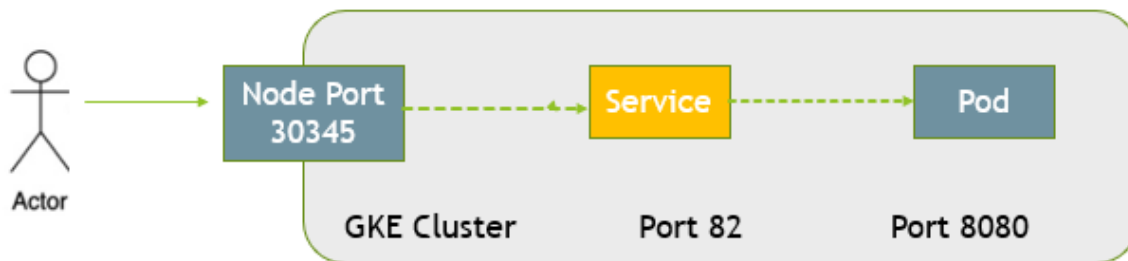 Node Port
30345
Service
Pod
Actor
GKE Cluster
Port 82
Port 8080